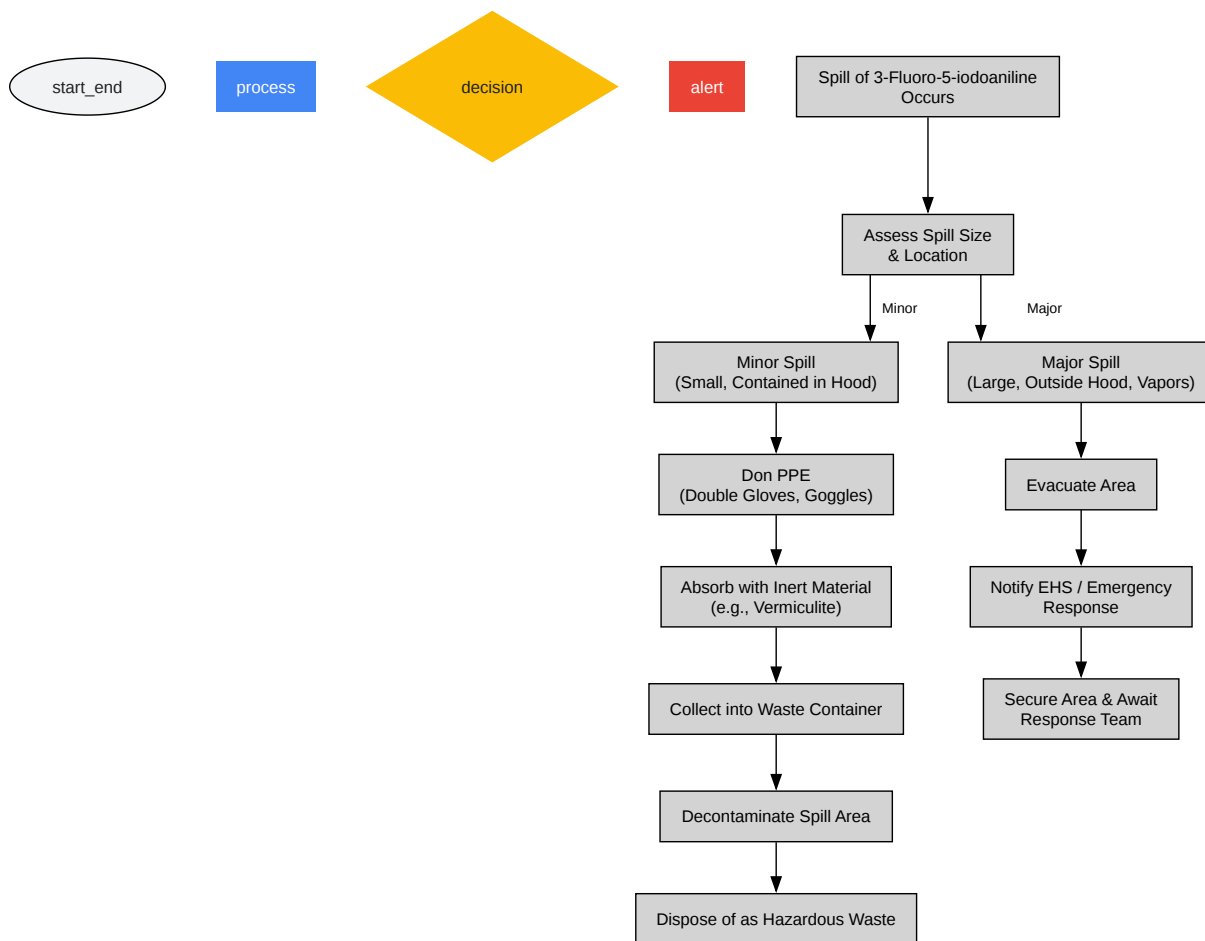 start_end
process
decision
alert
Spill of 3-Fluoro-5-iodoaniline
Occurs
Assess Spill Size
& Location
Minor
Major
Minor Spill
(Small, Contained in Hood)
Major Spill
(Large, Outside Hood, Vapors)
Don PPE
(Double Gloves, Goggles)
Evacuate Area
Absorb with Inert Material
(e.g., Vermiculite)
Notify EHS / Emergency
Response
Collect into Waste Container
Secure Area & Await
Response Team
Decontaminate Spill Area
Dispose of as Hazardous Waste